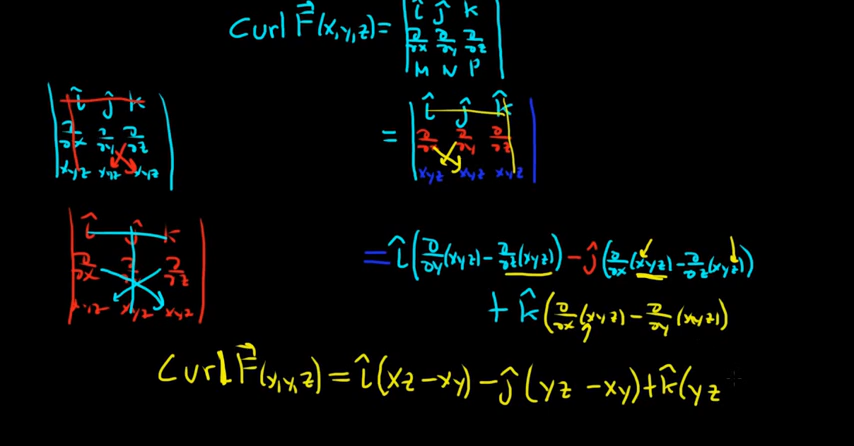 Curl F⃗(x,y,z) =
î ĵ k
∂/∂x ∂/∂y ∂/∂z
M N P
î ĵ k
∂/∂x ∂/∂y ∂/∂z
xyz xyz xyz
= î ĵ k̂
∂/∂x ∂/∂y ∂/∂z
xyz xyz xyz
î ĵ k
∂/∂x ∂/∂z
xyz xyz xyz
= î(∂/∂y(xyz) - ∂/∂z(xyz)) - ĵ(∂/∂x(xyz) - ∂/∂z(xyz))
+ k̂(∂/∂x(xyz) - ∂/∂y(xyz))
Curl F⃗(x,y,z) = î(xz - xy) - ĵ(yz - xy) + k̂(yz